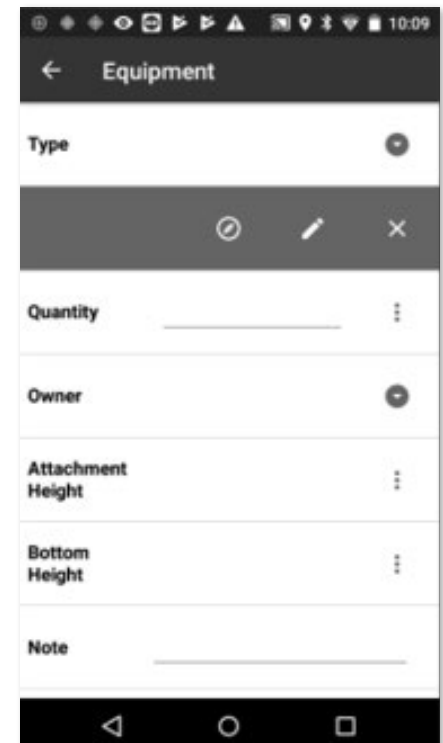 10:09
Equipment
Type
Quantity
Owner
Attachment
Height
Bottom
Height
Note